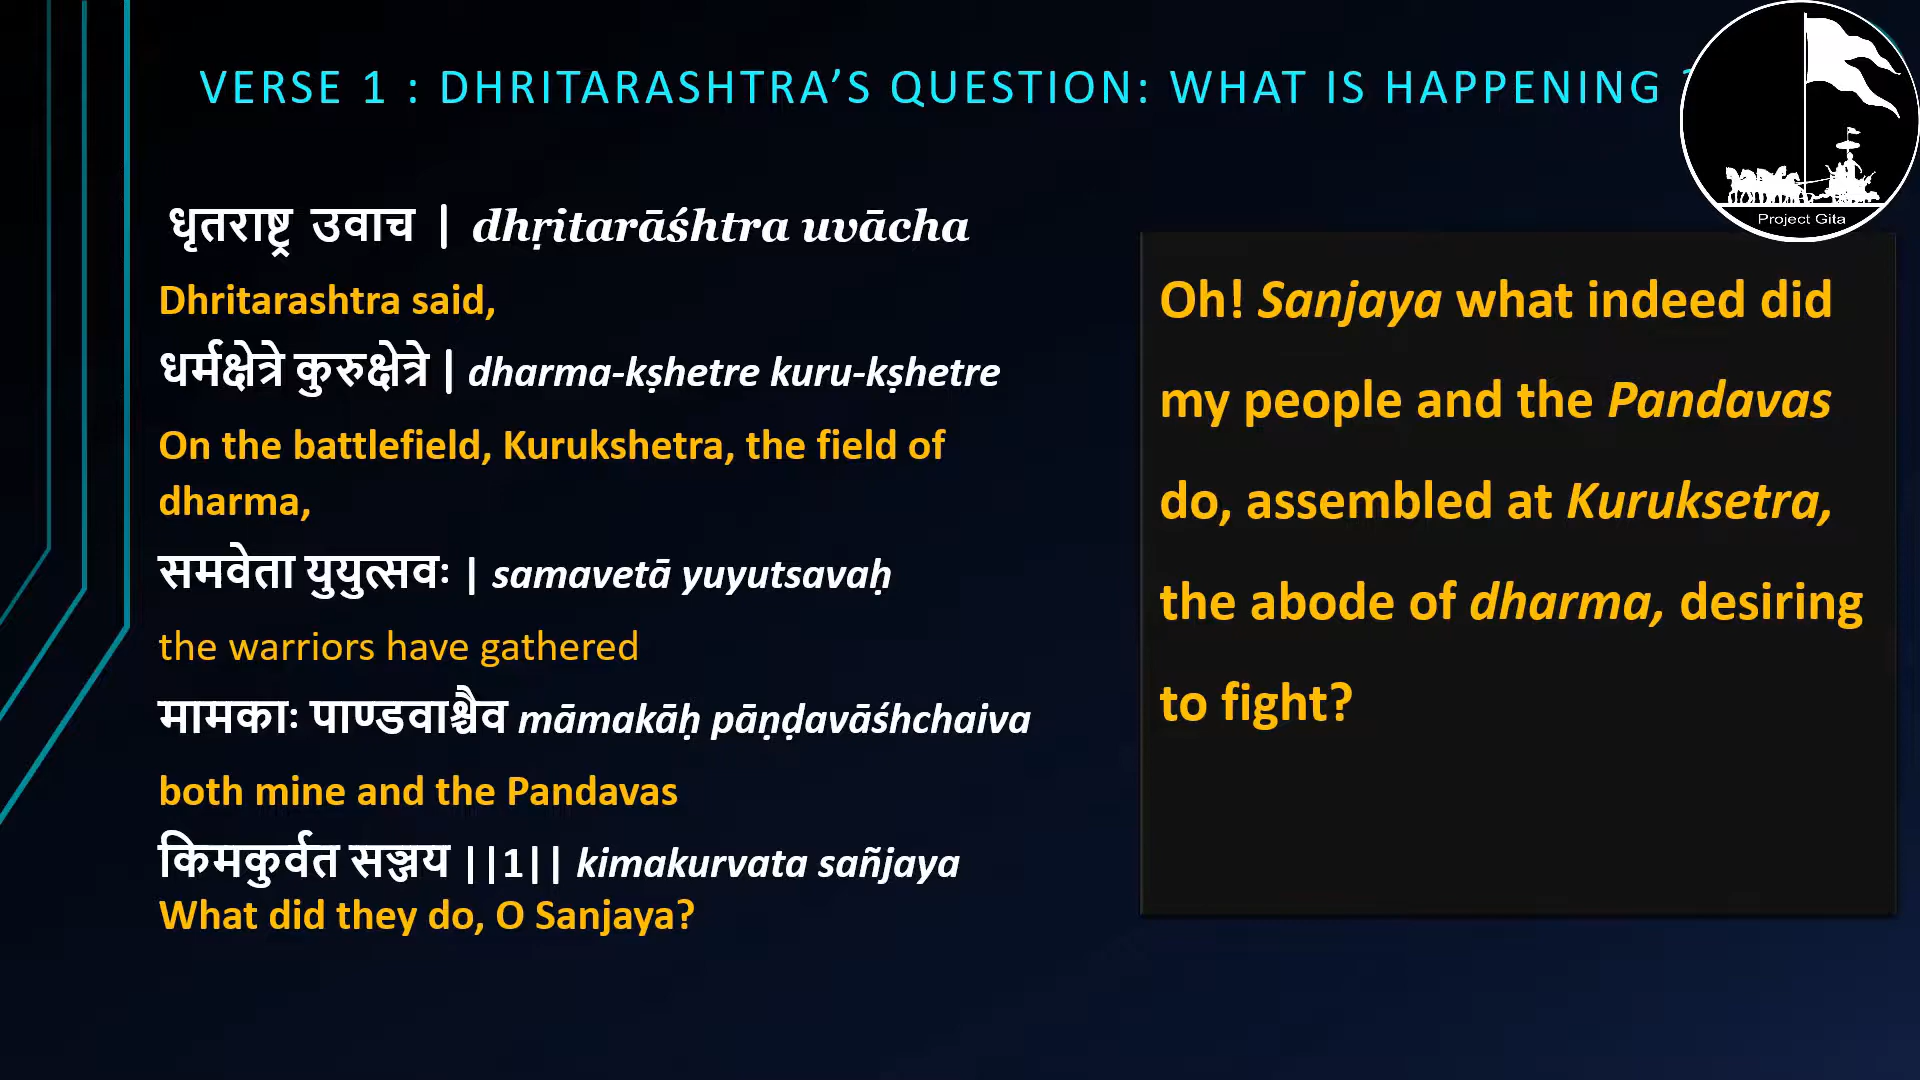 VERSE 1 : DHRITARASHTRA’S QUESTION: WHAT IS HAPPENING
Project Gita
धृतराष्ट्र उवाच | dhṛitarāśhtra uvācha
Dhritarashtra said,
धर्मक्षेत्रे कुरुक्षेत्रे | dharma-kṣhetre kuru-kṣhetre
On the battlefield, Kurukshetra, the field of
dharma,
समवेता युयुत्सवः | samavetā yuyutsavaḥ
the warriors have gathered
मामकाः पाण्डवाश्चैव māmakāḥ pāṇḍavāśhchaiva
both mine and the Pandavas
किमकुर्वत सञ्जय ||1|| kimakurvata sañjaya
What did they do, O Sanjaya?
Oh! Sanjaya what indeed did
my people and the Pandavas
do, assembled at Kuruksetra,
the abode of dharma, desiring
to fight?